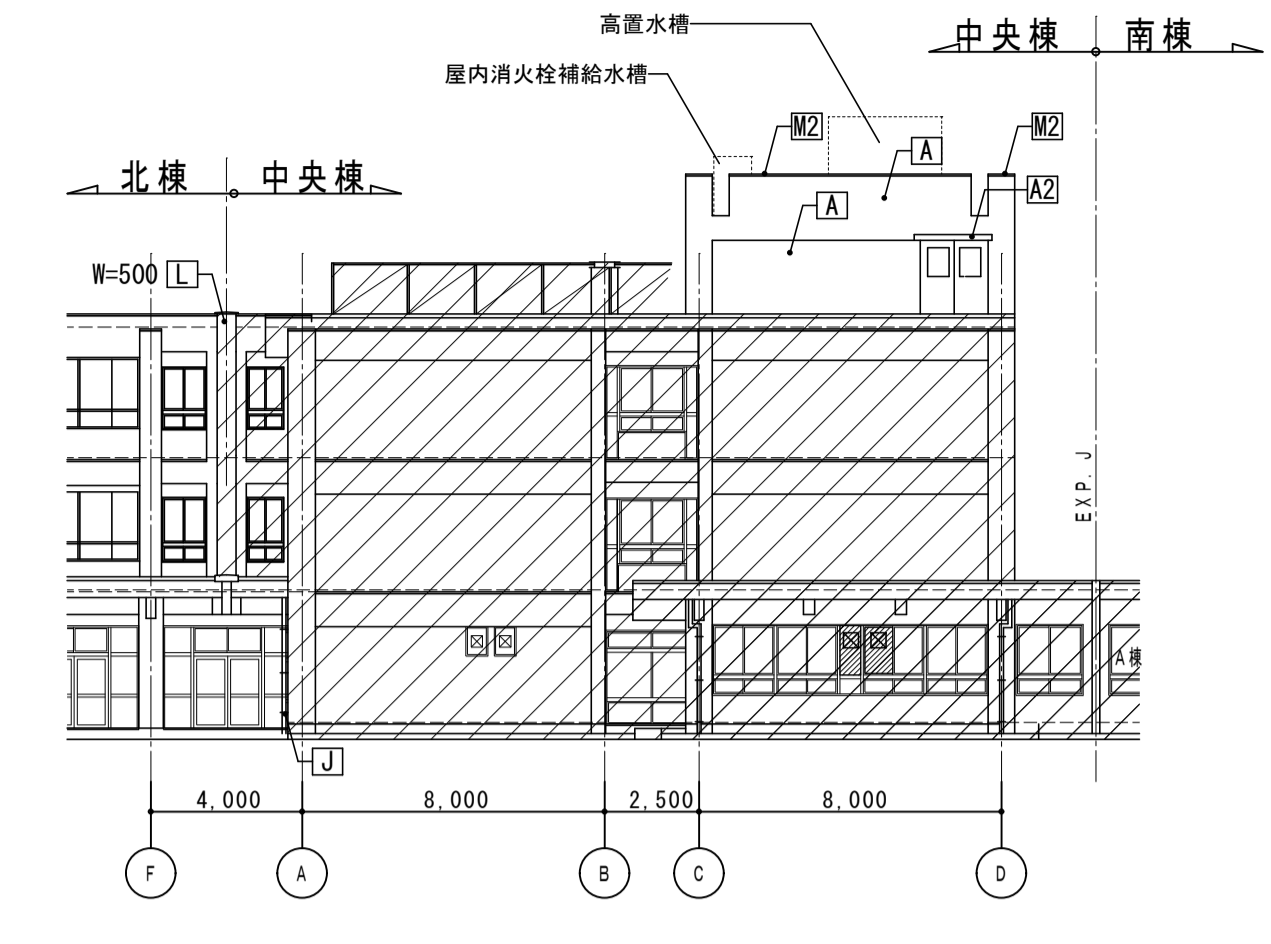 高置水槽
中央棟 南棟
屋内消火栓補給水槽
M2 M2
A
北棟 中央棟
A2
A
W=500 L
EXP. J
A棟
J
4,000 8,000 2,500 8,000
F A B C D